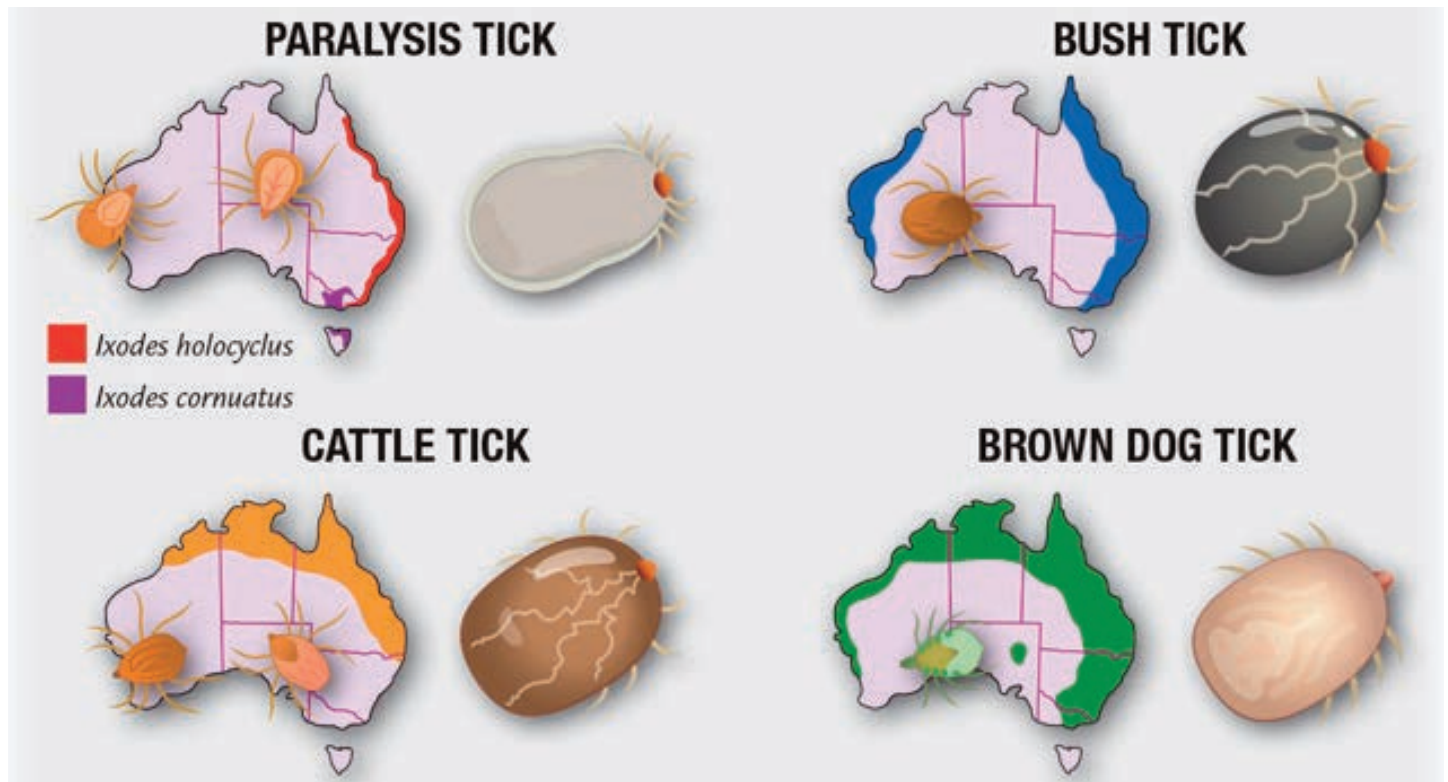 PARALYSIS TICK
BUSH TICK
Ixodes holocyclus
Ixodes cornuatus
CATTLE TICK
BROWN DOG TICK